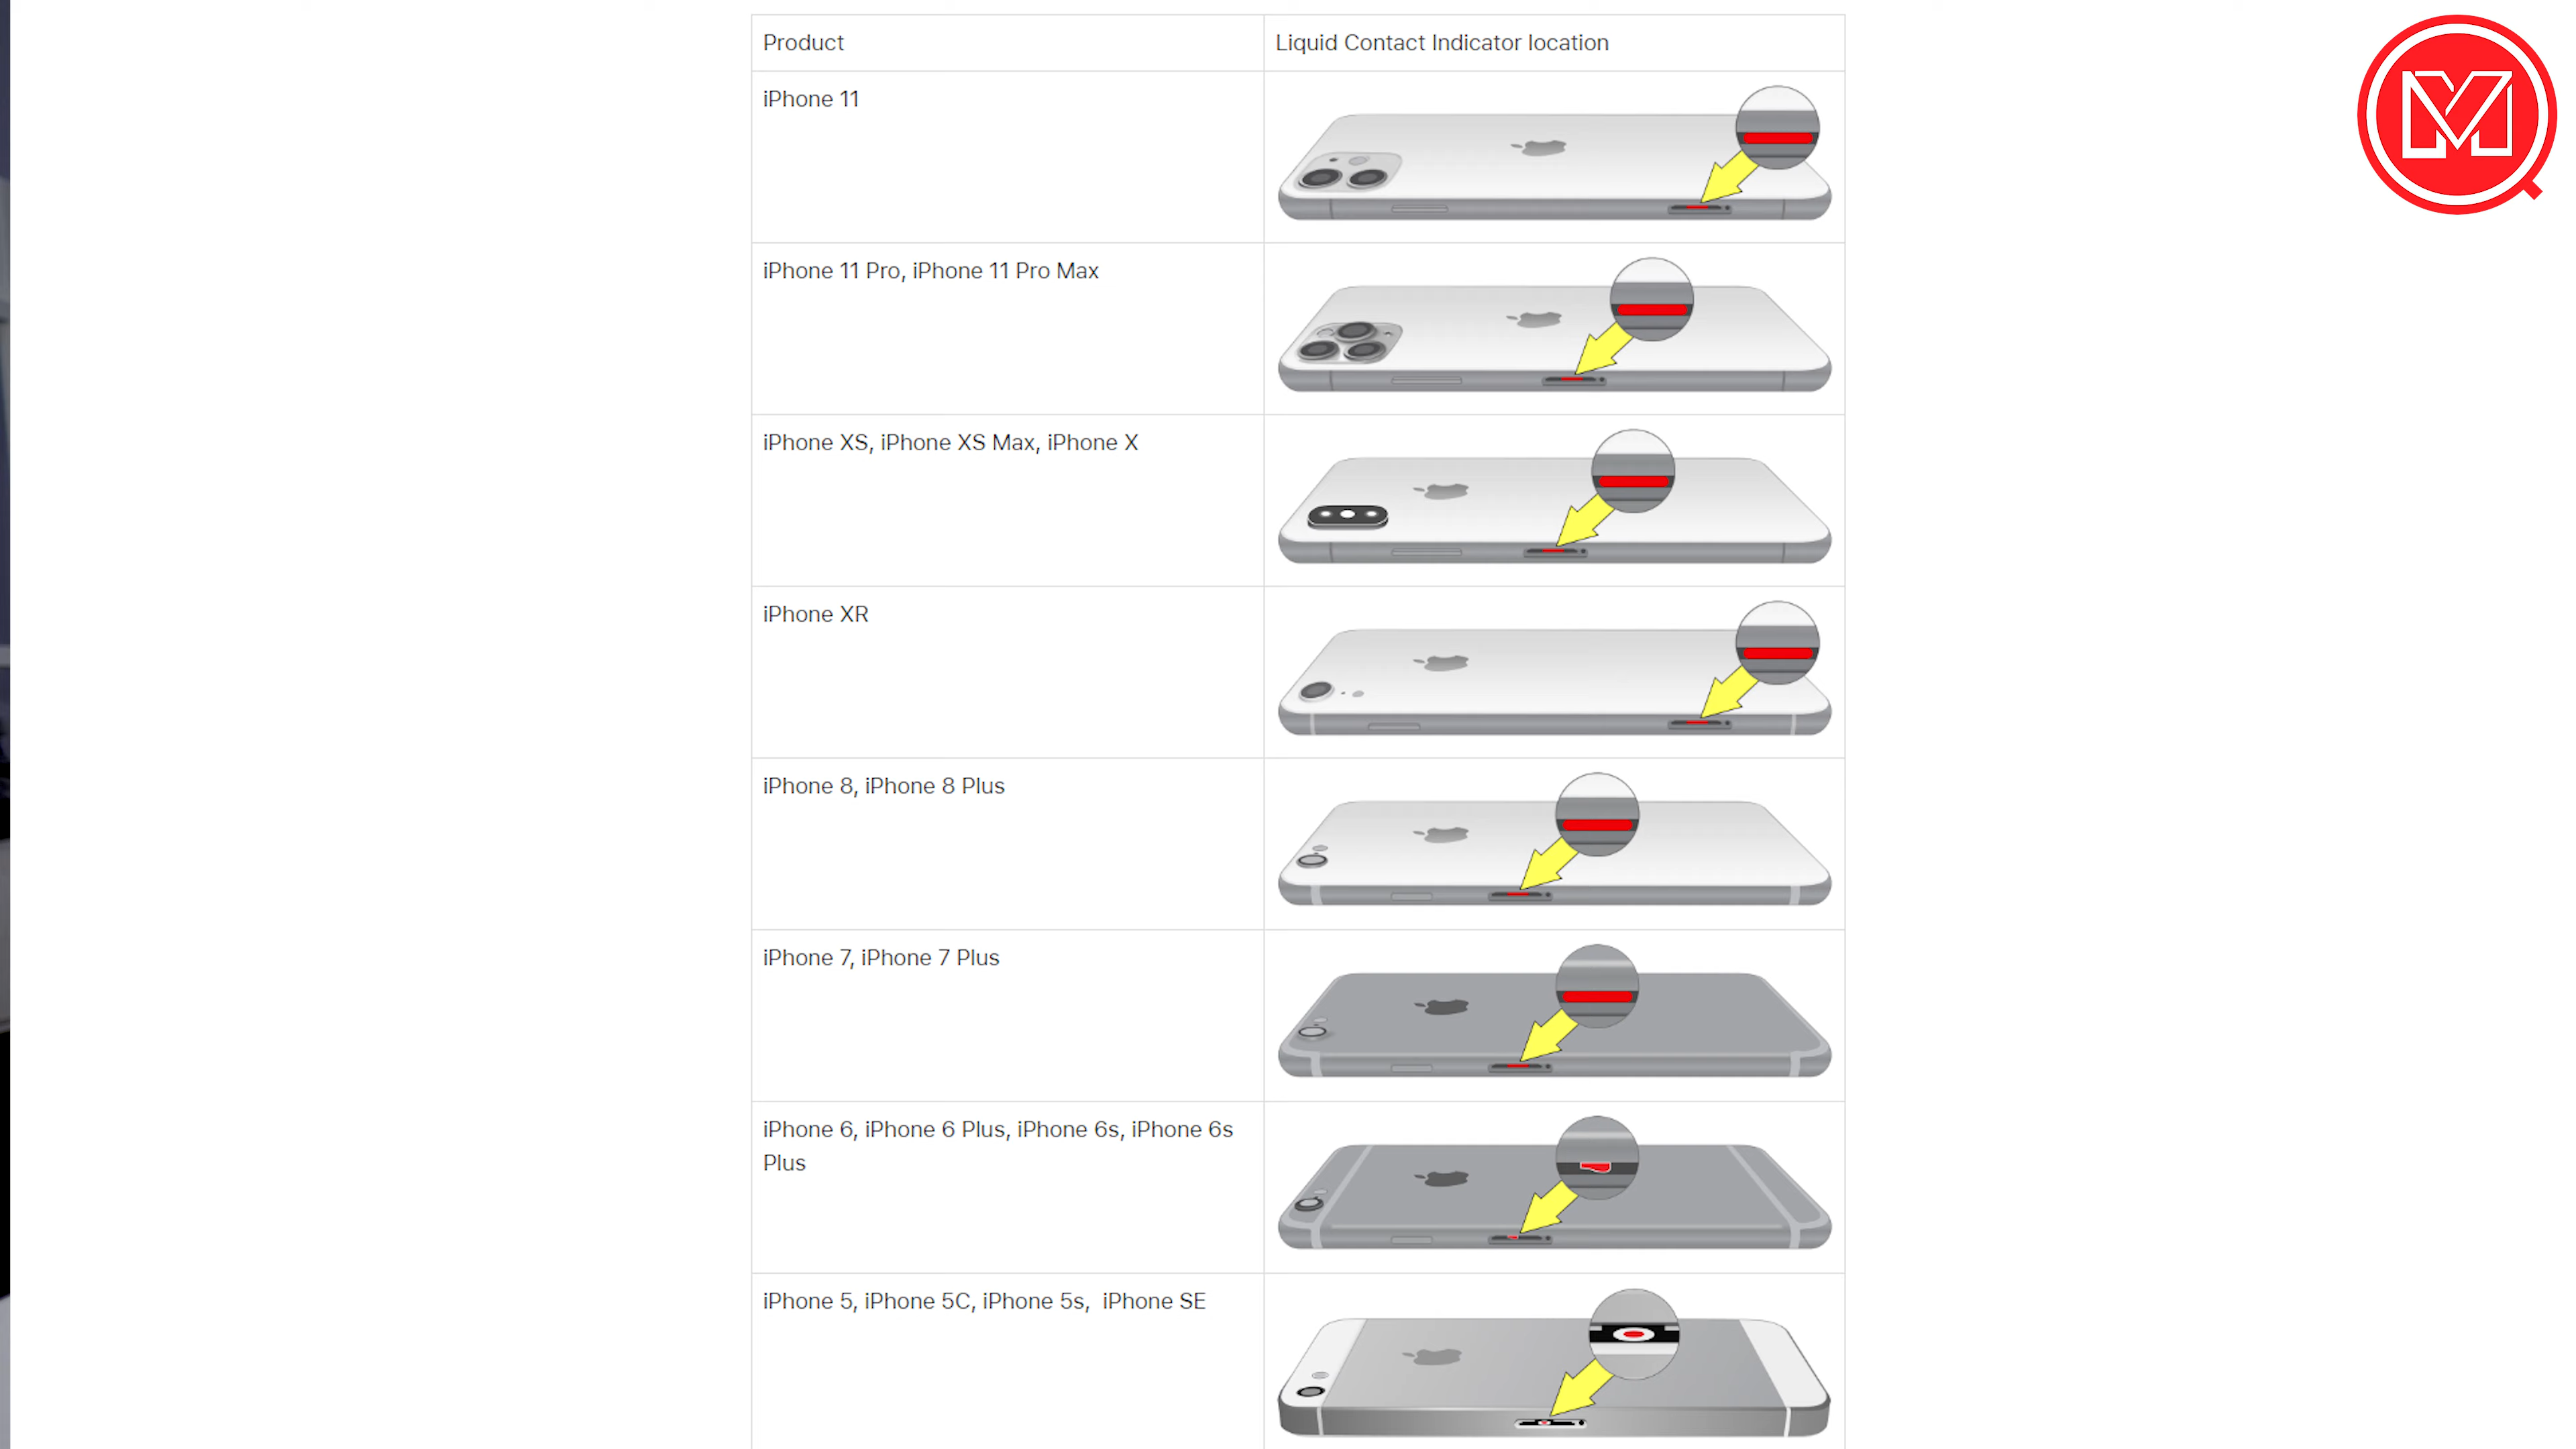 Product
Liquid Contact Indicator location
iPhone 11
iPhone 11 Pro, iPhone 11 Pro Max
iPhone XS, iPhone XS Max, iPhone X
iPhone XR
iPhone 8, iPhone 8 Plus
iPhone 7, iPhone 7 Plus
iPhone 6, iPhone 6 Plus, iPhone 6s, iPhone 6s
Plus
iPhone 5, iPhone 5C, iPhone 5s, iPhone SE